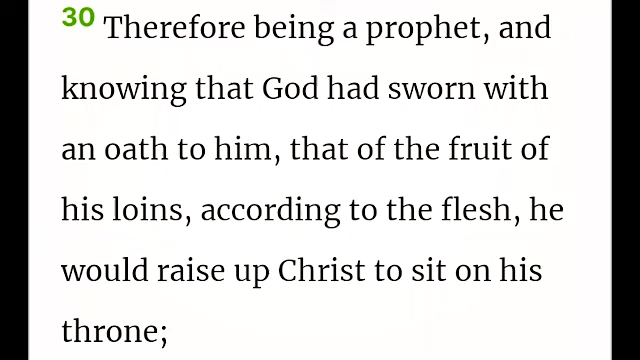 30 Therefore being a prophet, and
knowing that God had sworn with
an oath to him, that of the fruit of
his loins, according to the flesh, he
would raise up Christ to sit on his
throne;